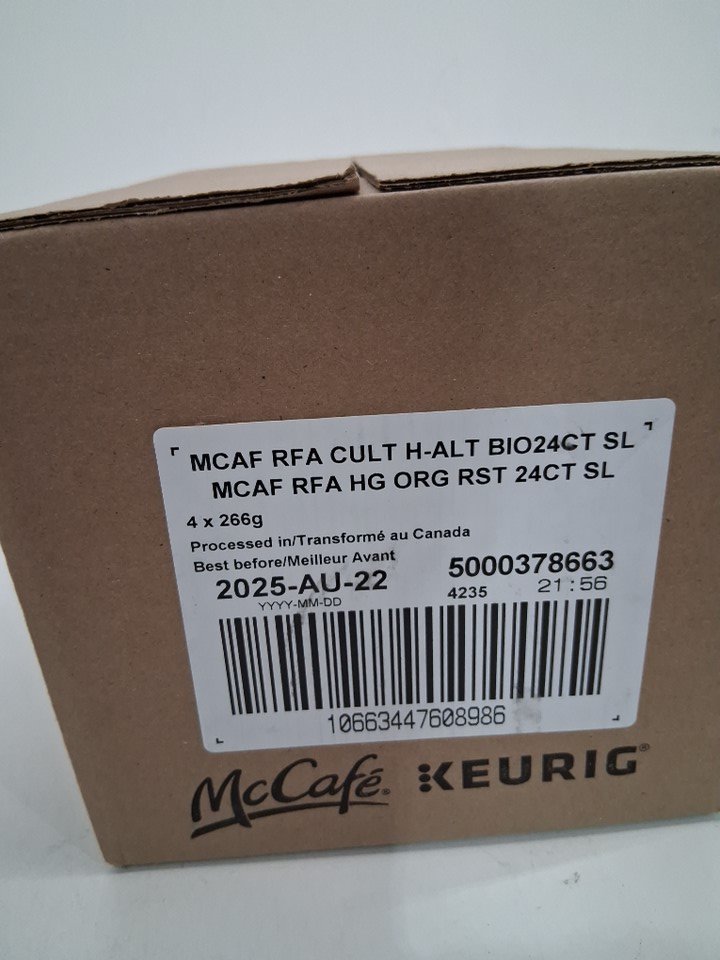 MCAF RFA CULT H-ALT BIO24CT SL
MCAF RFA HG ORG RST 24CT SL
4 x 266g
Processed in/Transformé au Canada
Best before/Meilleur Avant
2025-AU-22 5000378663
YYYY-MM-DD 4235 21:56
10663447608986
McCafé® KEURIG®